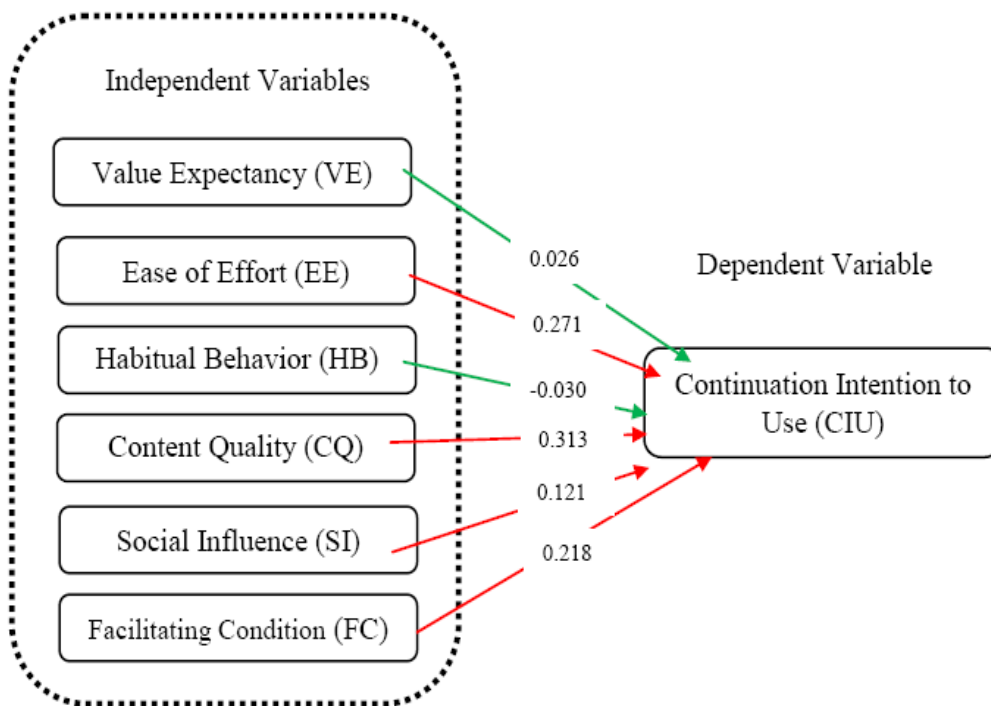 Independent Variables
Value Expectancy (VE)
Ease of Effort (EE)
Habitual Behavior (HB)
Content Quality (CQ)
Social Influence (SI)
Facilitating Condition (FC)
0.026
0.271
-0.030
0.313
0.121
0.218
Dependent Variable
Continuation Intention to
Use (CIU)